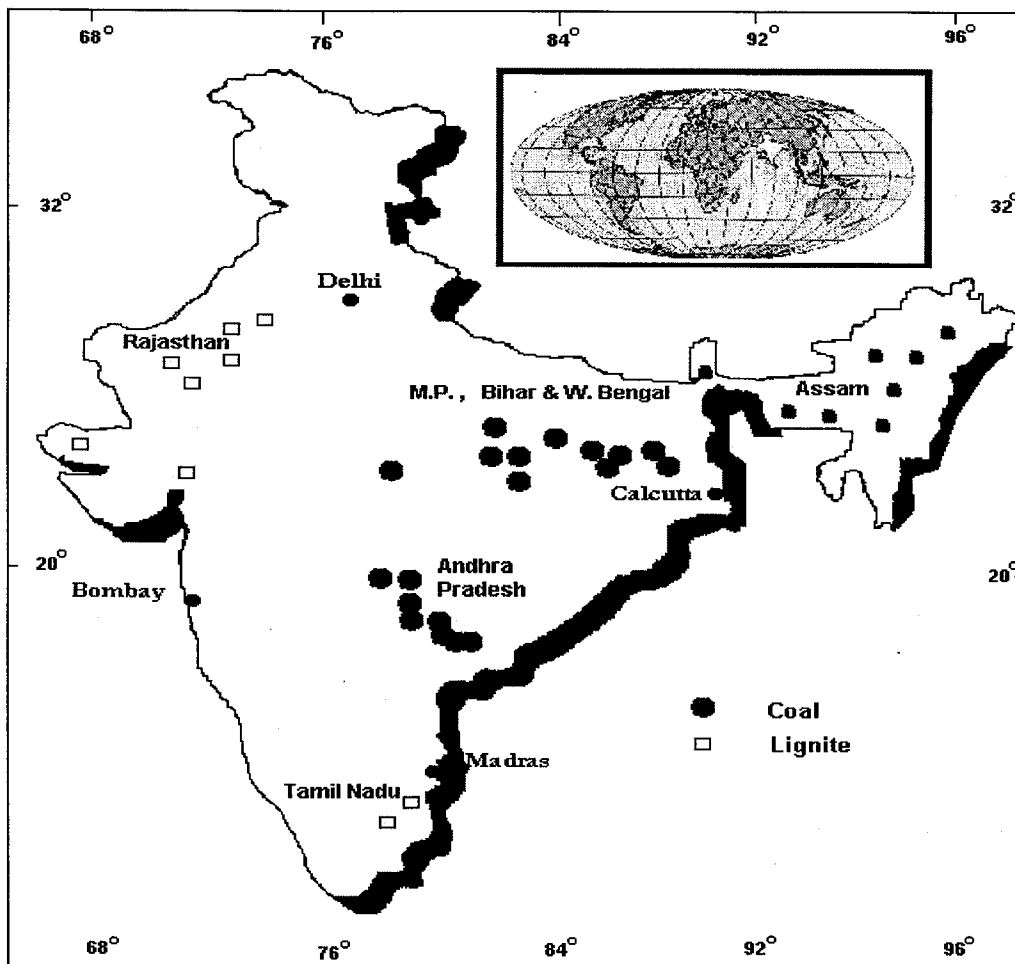 68° 76° 84° 92° 96°
32° 32°
Delhi
Rajasthan
M.P. , Bihar & W. Bengal
Assam
Calcutta
20° 20°
Andhra
Pradesh
Bombay
Coal
Lignite
Madras
Tamil Nadu
68° 76° 84° 92° 96°